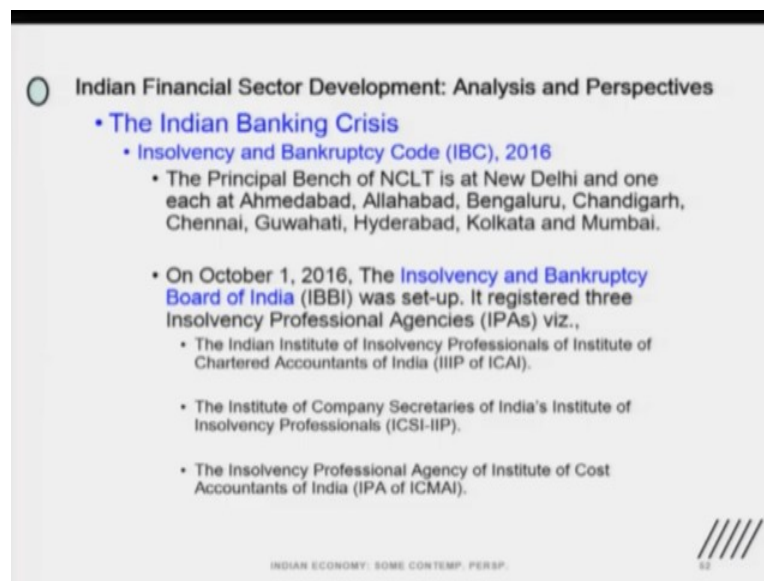 Indian Financial Sector Development: Analysis and Perspectives
• The Indian Banking Crisis
• Insolvency and Bankruptcy Code (IBC), 2016
• The Principal Bench of NCLT is at New Delhi and one
each at Ahmedabad, Allahabad, Bengaluru, Chandigarh,
Chennai, Guwahati, Hyderabad, Kolkata and Mumbai.
• On October 1, 2016, The Insolvency and Bankruptcy
Board of India (IBBI) was set-up. It registered three
Insolvency Professional Agencies (IPAs) viz.,
• The Indian Institute of Insolvency Professionals of Institute of
Chartered Accountants of India (IIIP of ICAI).
• The Institute of Company Secretaries of India's Institute of
Insolvency Professionals (ICSI-IIP).
• The Insolvency Professional Agency of Institute of Cost
Accountants of India (IPA of ICMAI).
INDIAN ECONOMY: SOME CONTEMP. PERSP.